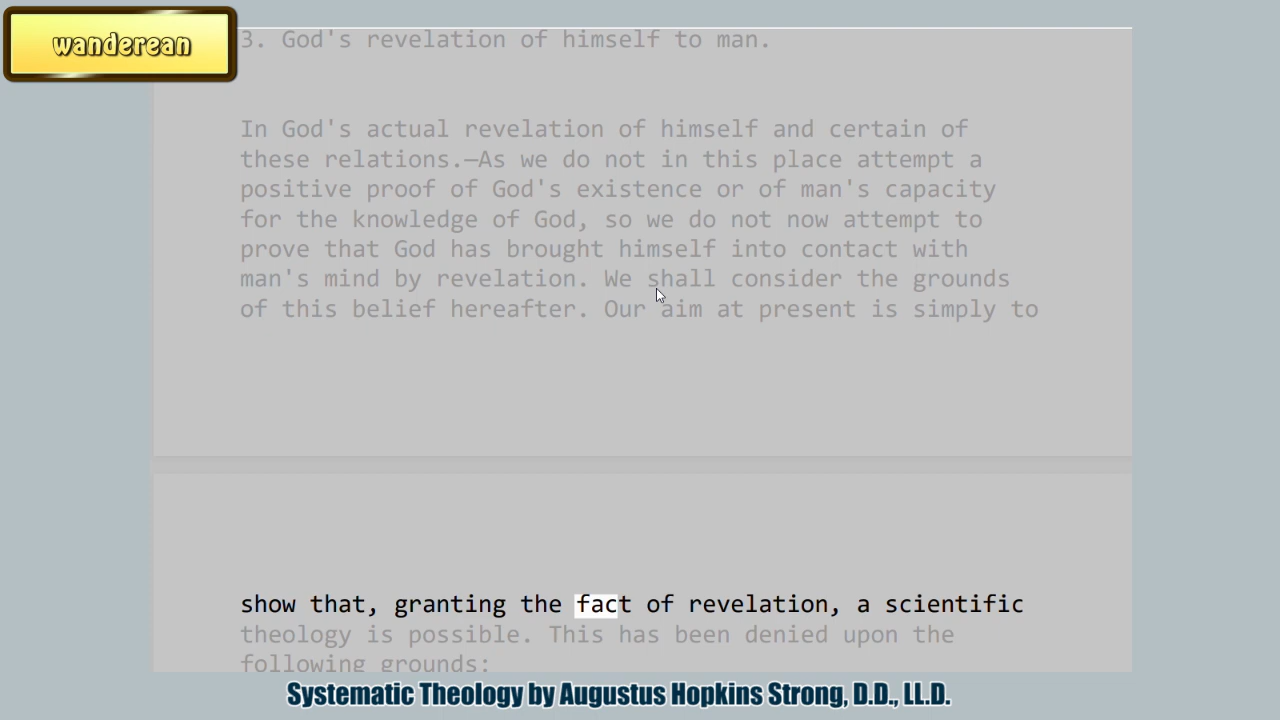 wanderean
3. God's revelation of himself to man.
In God's actual revelation of himself and certain of
these relations.—As we do not in this place attempt a
positive proof of God's existence or of man's capacity
for the knowledge of God, so we do not now attempt to
prove that God has brought himself into contact with
man's mind by revelation. We shall consider the grounds
of this belief hereafter. Our aim at present is simply to
show that, granting the fact of revelation, a scientific
theology is possible. This has been denied upon the
following grounds:
Systematic Theology by Augustus Hopkins Strong, D.D., LL.D.